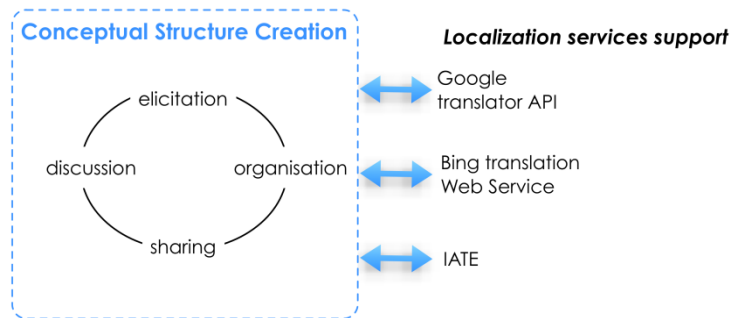 Conceptual Structure Creation
elicitation
discussion
organisation
sharing
Localization services support
Google
translator API
Bing translation
Web Service
IATE